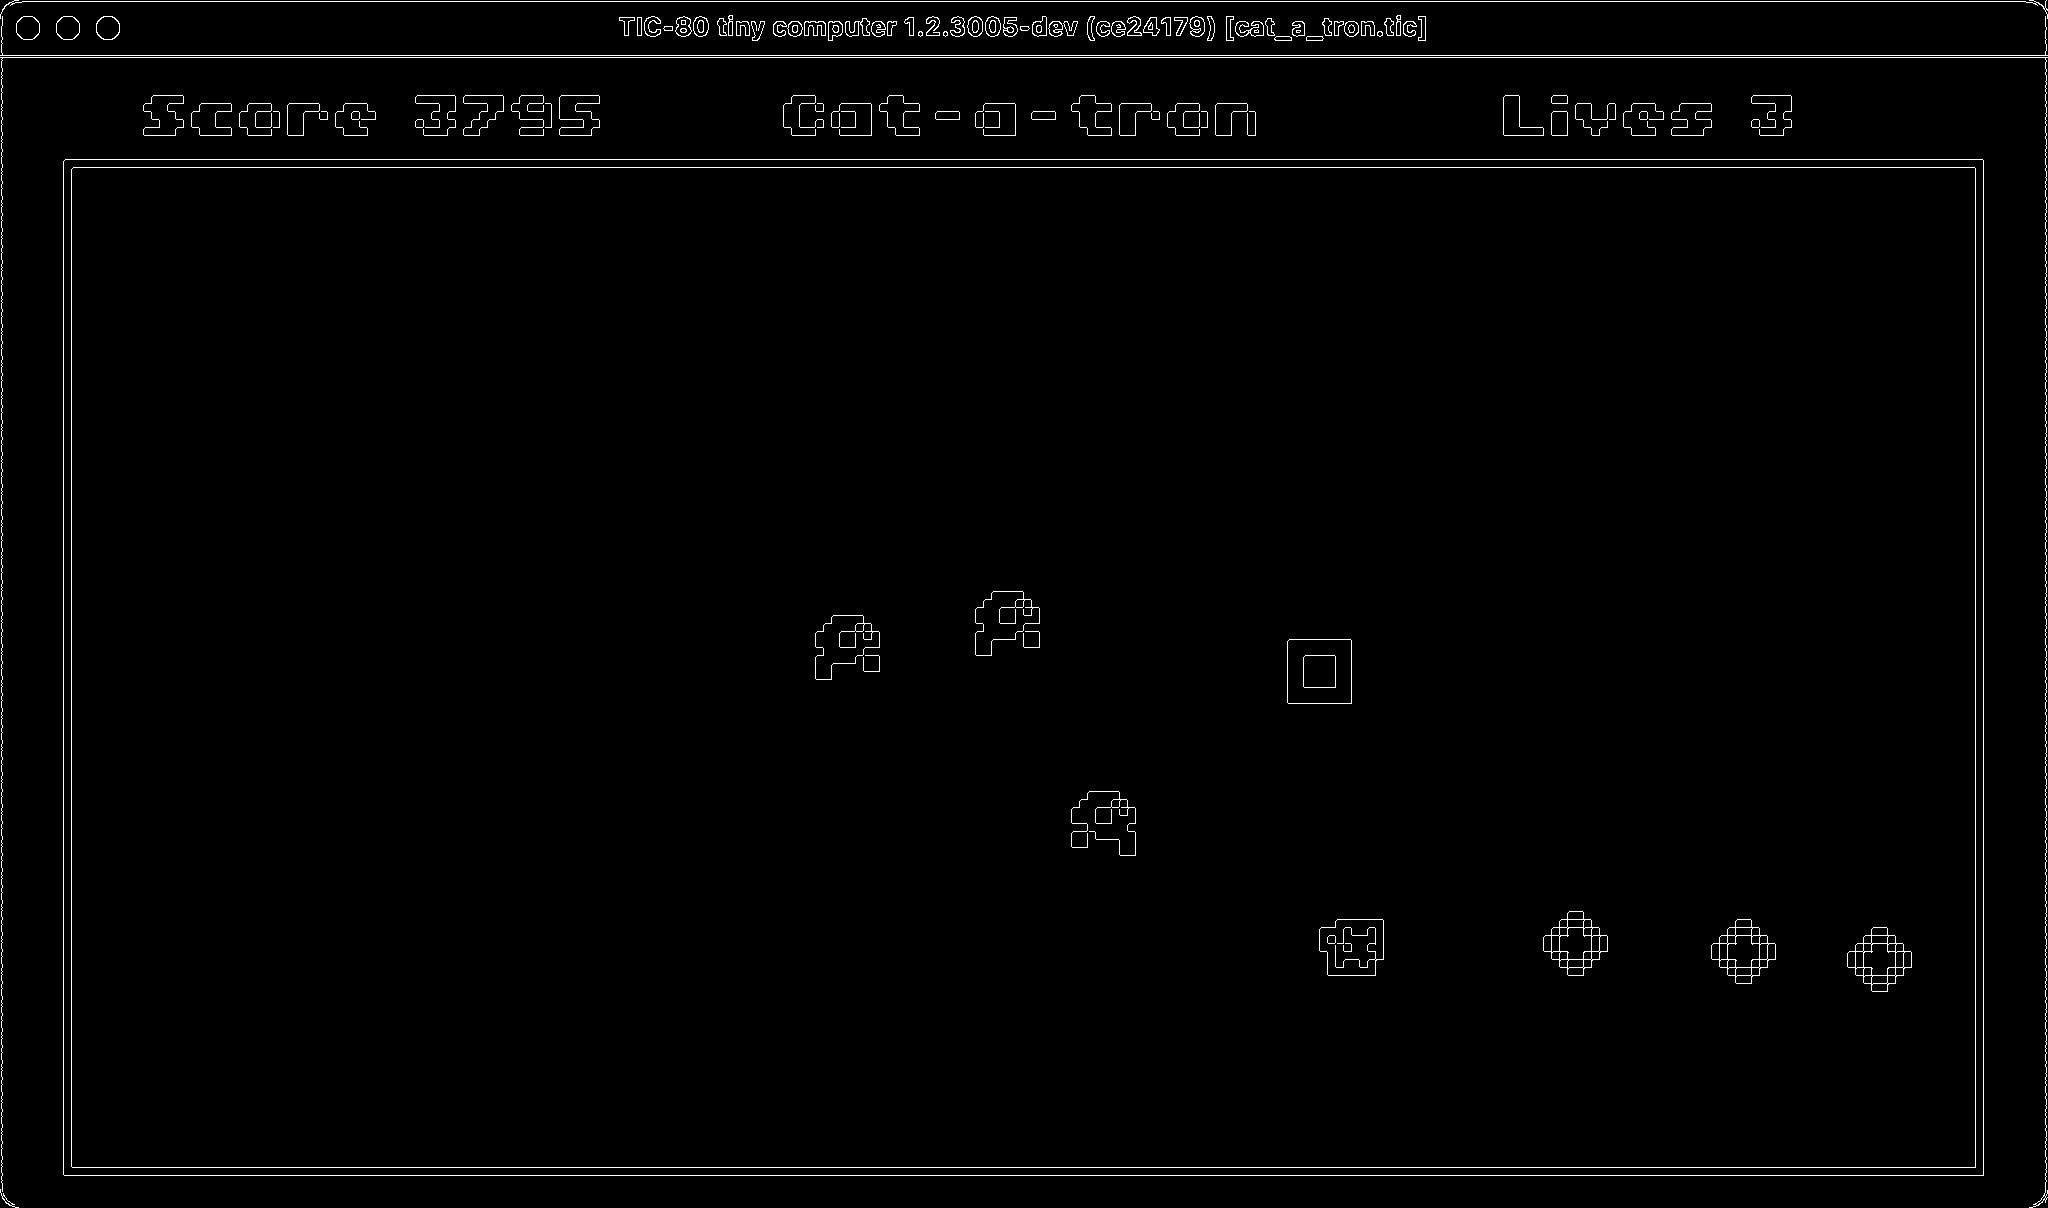 TIC-80 tiny computer 1.2.3005-dev (ce24179) [cat_a_tron.tic]
Score 3795 Cat-a-tron Lives 3